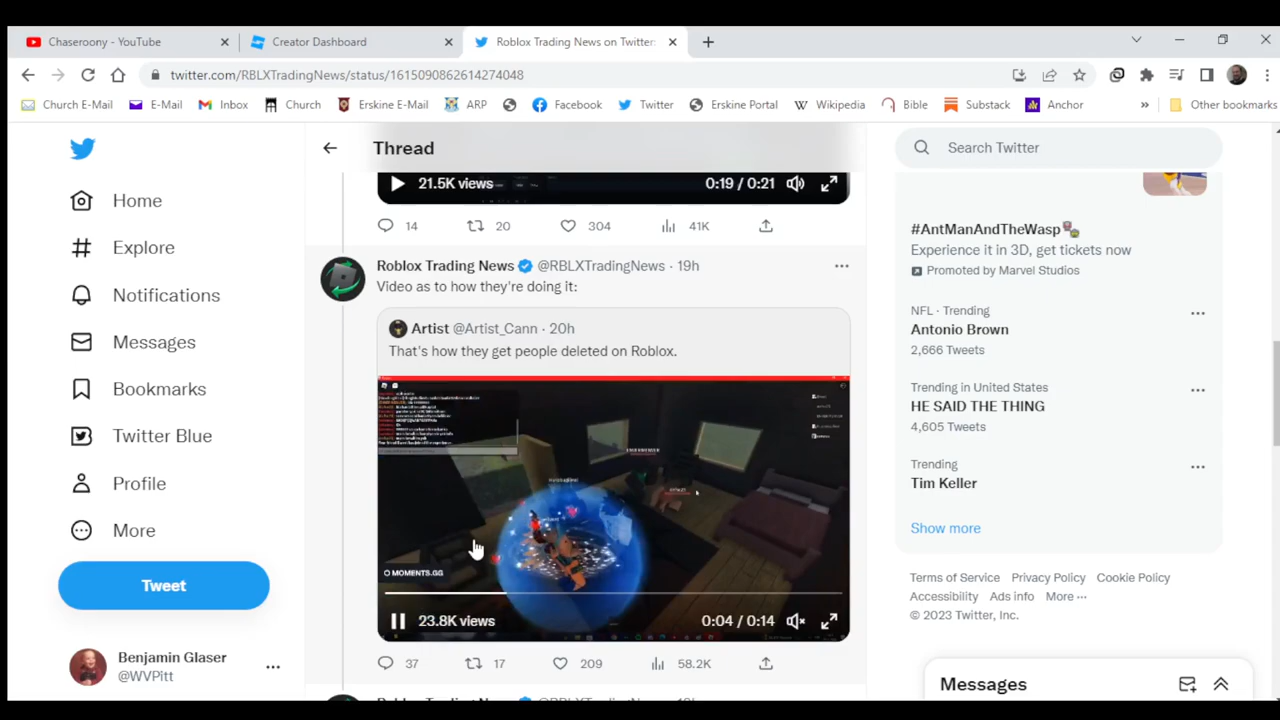 Chaseroony - YouTube
Creator Dashboard
Roblox Trading News on Twitter:
twitter.com/RBLXTradingNews/status/1615090862614274048
Church E-Mail
E-Mail
Inbox
Church
Erskine E-Mail
ARP
Facebook
Twitter
Erskine Portal
Wikipedia
Bible
Substack
Anchor
»
Other bookmarks
Home
Explore
Notifications
Messages
Bookmarks
Twitter Blue
Profile
More
Tweet
Benjamin Glaser
@WVPitt
Thread
21.5K views
0:19 / 0:21
14
20
304
41K
Roblox Trading News @RBLXTradingNews · 19h
Video as to how they're doing it:
Artist @Artist_Cann · 20h
That's how they get people deleted on Roblox.
MOMENTS.GG
23.8K views
0:04 / 0:14
37
17
209
58.2K
Search Twitter
#AntManAndTheWasp
Experience it in 3D, get tickets now
Promoted by Marvel Studios
NFL · Trending
Antonio Brown
2,666 Tweets
Trending in United States
HE SAID THE THING
4,605 Tweets
Trending
Tim Keller
Show more
Terms of Service Privacy Policy Cookie Policy
Accessibility Ads info More ···
© 2023 Twitter, Inc.
Messages